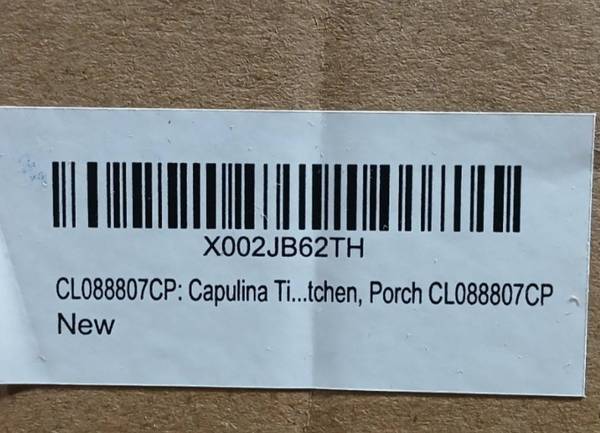 X002JB62TH
CL088807CP: Capulina Ti...tchen, Porch CL088807CP
New